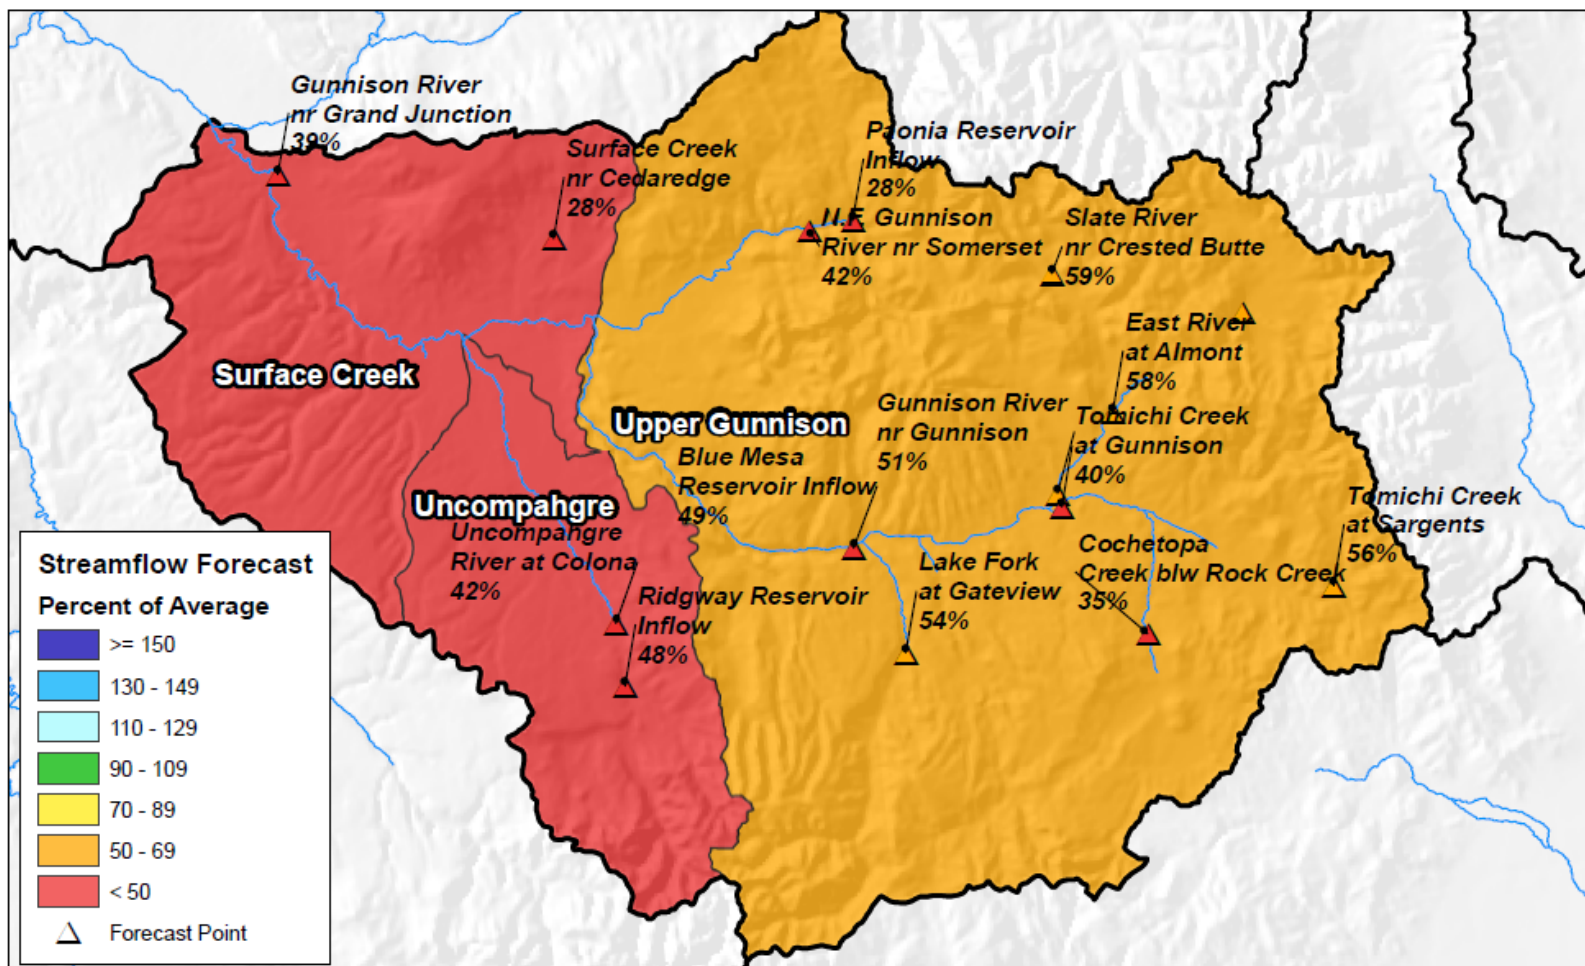 Gunnison River
nr Grand Junction
39%
Surface Creek
nr Cedaredge
28%
Paonia Reservoir
Inflow
28%
N.F. Gunnison
River nr Somerset
42%
Slate River
nr Crested Butte
59%
East River
at Almont
58%
Surface Creek
Upper Gunnison
Gunnison River
nr Gunnison
51%
Tomichi Creek
at Gunnison
40%
Blue Mesa
Reservoir Inflow
49%
Uncompahgre
Uncompahgre
River at Colona
42%
Ridgway Reservoir
Inflow
48%
Lake Fork
at Gateview
54%
Cochetopa
Creek blw Rock Creek
35%
Tomichi Creek
at Sargents
56%
Streamflow Forecast
Percent of Average
>= 150
130 - 149
110 - 129
90 - 109
70 - 89
50 - 69
< 50
Forecast Point